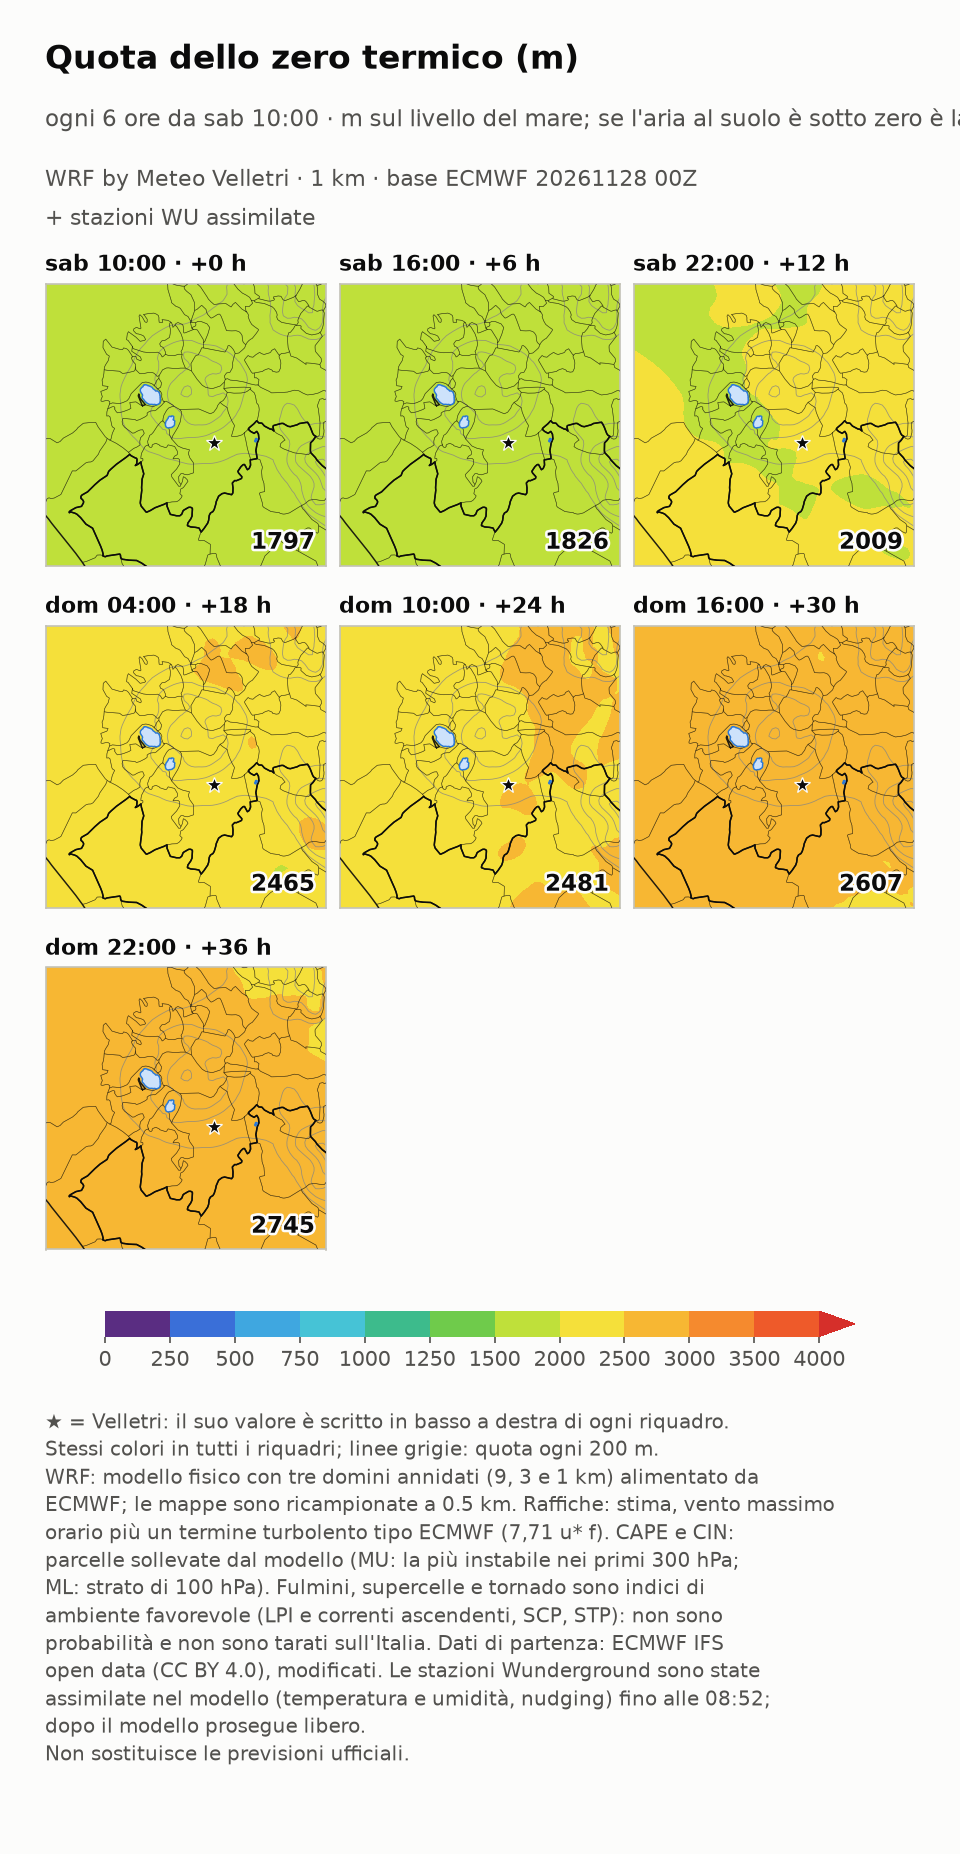 Quota dello zero termico (m)
ogni 6 ore da sab 10:00 · m sul livello del mare; se l'aria al suolo è sotto zero è
WRF by Meteo Velletri · 1 km · base ECMWF 20261128 00Z
+ stazioni WU assimilate
sab 10:00 · +0 h
sab 16:00 · +6 h
sab 22:00 · +12 h
1797
1826
2009
dom 04:00 · +18 h
dom 10:00 · +24 h
dom 16:00 · +30 h
2465
2481
2607
dom 22:00 · +36 h
2745
0 250 500 750 1000 1250 1500 2000 2500 3000 3500 4000
★ = Velletri: il suo valore è scritto in basso a destra di ogni riquadro.
Stessi colori in tutti i riquadri; linee grigie: quota ogni 200 m.
WRF: modello fisico con tre domini annidati (9, 3 e 1 km) alimentato da
ECMWF; le mappe sono ricampionate a 0.5 km. Raffiche: stima, vento massimo
orario più un termine turbolento tipo ECMWF (7,71 u* f). CAPE e CIN:
parcelle sollevate dal modello (MU: la più instabile nei primi 300 hPa;
ML: strato di 100 hPa). Fulmini, supercelle e tornado sono indici di
ambiente favorevole (LPI e correnti ascendenti, SCP, STP): non sono
probabilità e non sono tarati sull'Italia. Dati di partenza: ECMWF IFS
open data (CC BY 4.0), modificati. Le stazioni Wunderground sono state
assimilate nel modello (temperatura e umidità, nudging) fino alle 08:52;
dopo il modello prosegue libero.
Non sostituisce le previsioni ufficiali.